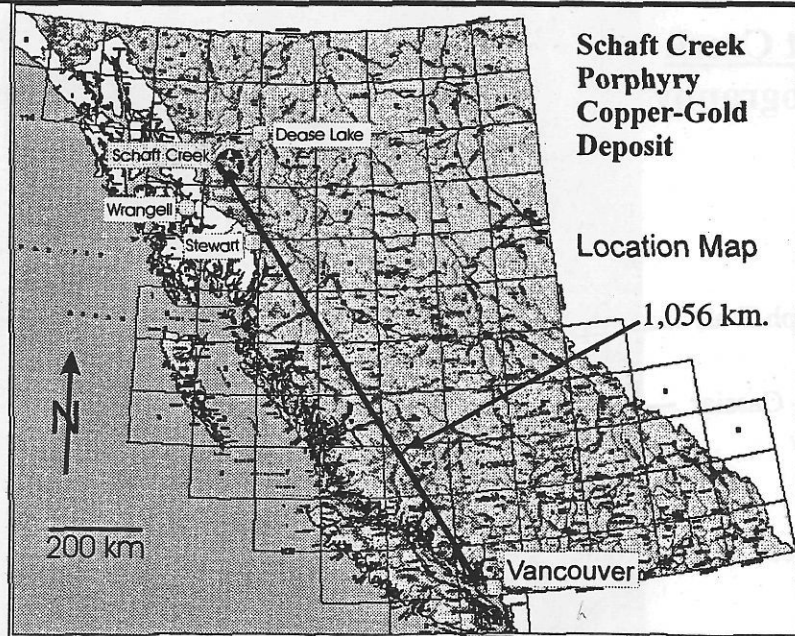 Schaft Creek
Porphyry
Copper-Gold
Deposit
Dease Lake
Schaft Creek
Wrangell
Stewart
Location Map
1,056 km.
N
200 km
Vancouver